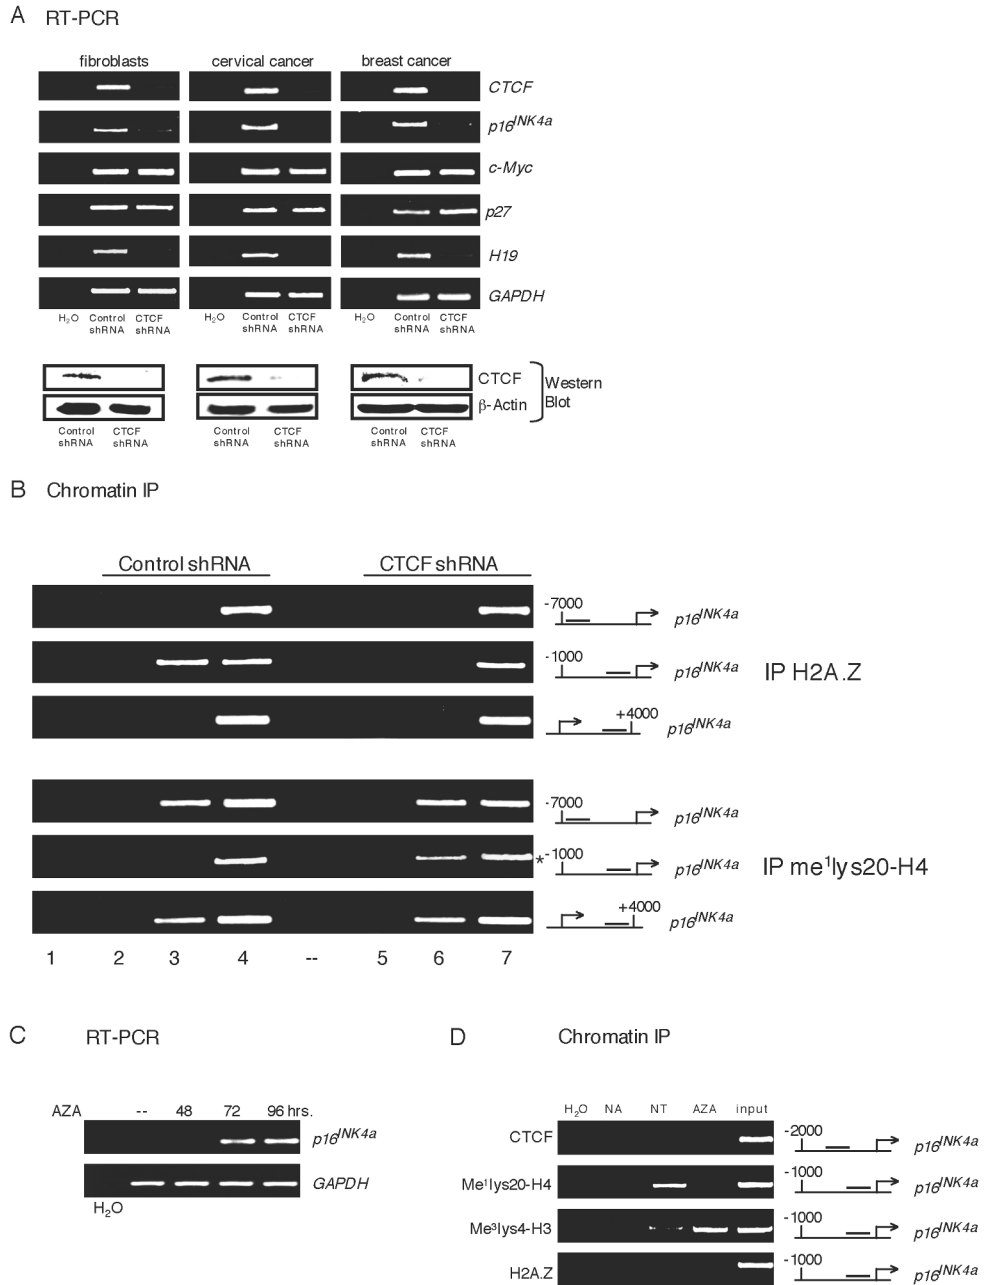 A RT-PCR
fibroblasts cervical cancer breast cancer
CTCF
p16INK4a
c-Myc
p27
H19
GAPDH
H2O Control shRNA CTCF shRNA H2O Control shRNA CTCF shRNA H2O Control shRNA CTCF shRNA
CTCF
β-Actin
Western Blot
Control shRNA CTCF shRNA Control shRNA CTCF shRNA Control shRNA CTCF shRNA
B Chromatin IP
Control shRNA CTCF shRNA
-7000 p16INK4a
-1000 p16INK4a IP H2A.Z
+4000 p16INK4a
-7000 p16INK4a
*-1000 p16INK4a IP me1lys20-H4
+4000 p16INK4a
1 2 3 4 -- 5 6 7
C RT-PCR
AZA -- 48 72 96 hrs.
p16INK4a
GAPDH
H2O
D Chromatin IP
H2O NA NT AZA input
CTCF -2000 p16INK4a
Me1lys20-H4 -1000 p16INK4a
Me3lys4-H3 -1000 p16INK4a
H2A.Z -1000 p16INK4a